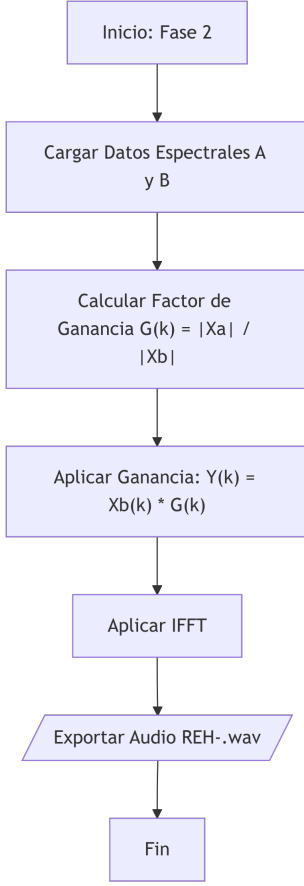 Inicio: Fase 2
Cargar Datos Espectrales A
y B
Calcular Factor de
Ganancia G(k) = |Xa| /
|Xb|
Aplicar Ganancia: Y(k) =
Xb(k) * G(k)
Aplicar IFFT
Exportar Audio REH-.wav
Fin